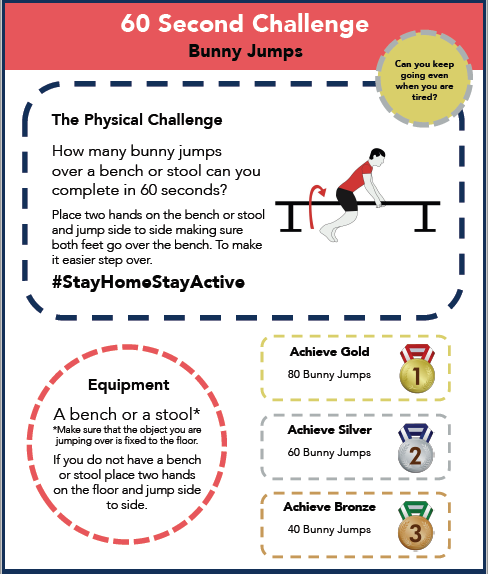 60 Second Challenge
Bunny Jumps
Can you keep
going even
when you are
tired?
The Physical Challenge
How many bunny jumps
over a bench or stool can you
complete in 60 seconds?
Place two hands on the bench or stool
and jump side to side making sure
both feet go over the bench. To make
it easier step over.
#StayHomeStayActive
Equipment
A bench or a stool*
*Make sure that the object you are
jumping over is fixed to the floor.
If you do not have a bench
or stool place two hands
on the floor and jump side
to side.
Achieve Gold
80 Bunny Jumps
1
Achieve Silver
60 Bunny Jumps
2
Achieve Bronze
40 Bunny Jumps
3